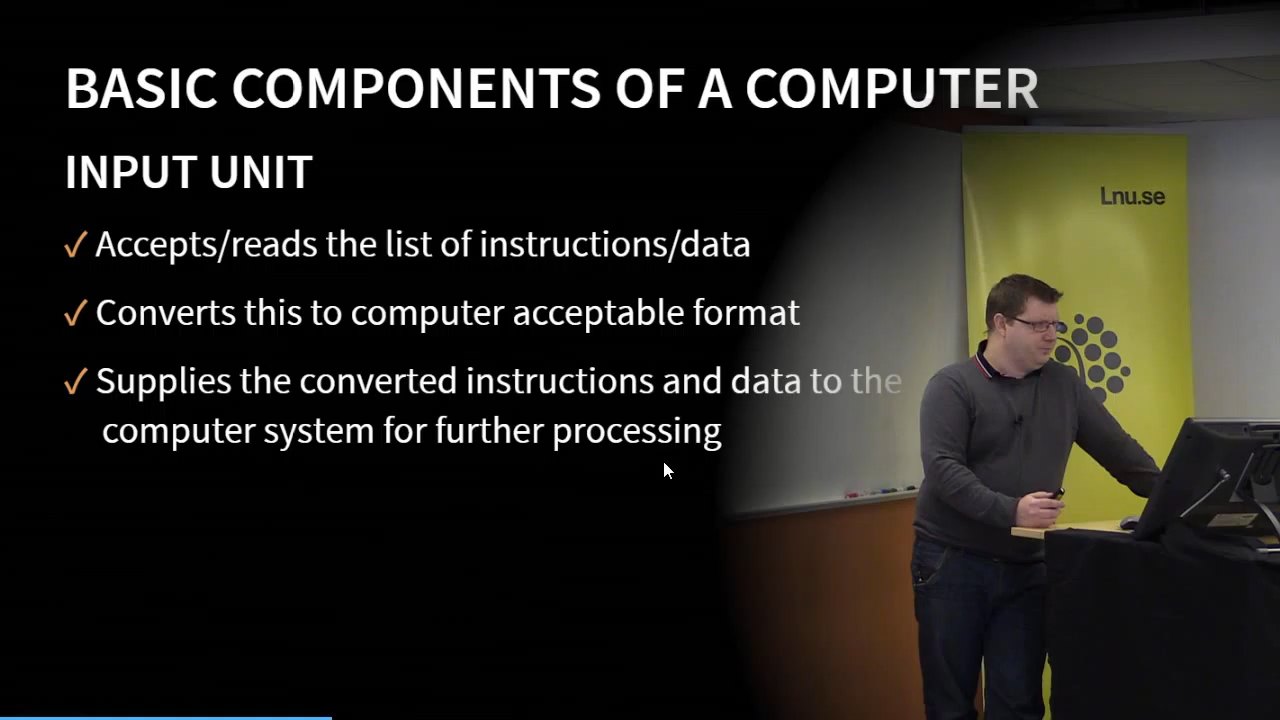 BASIC COMPONENTS OF A COMPUTER
INPUT UNIT
✓ Accepts/reads the list of instructions/data
✓ Converts this to computer acceptable format
✓ Supplies the converted instructions and data to the
computer system for further processing
Lnu.se